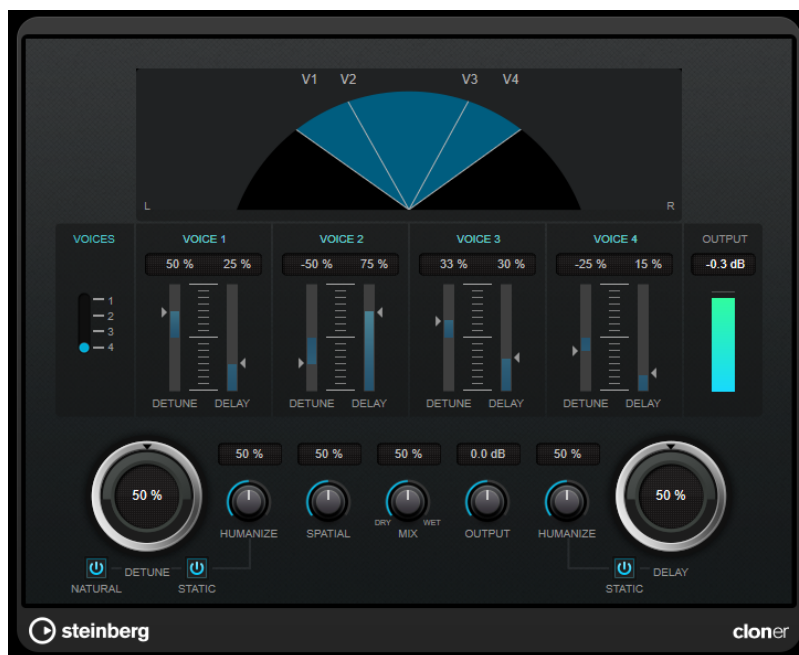 V1 V2 V3 V4
L R
VOICES VOICE 1 VOICE 2 VOICE 3 VOICE 4 OUTPUT
50 % 25 % -50 % 75 % 33 % 30 % -25 % 15 % -0.3 dB
1
2
3
4
DETUNE DELAY DETUNE DELAY DETUNE DELAY DETUNE DELAY
50 % 50 % 50 % 0.0 dB 50 %
50 % 50 %
DRY WET
HUMANIZE SPATIAL MIX OUTPUT HUMANIZE
DETUNE DELAY
NATURAL STATIC STATIC
steinberg cloner